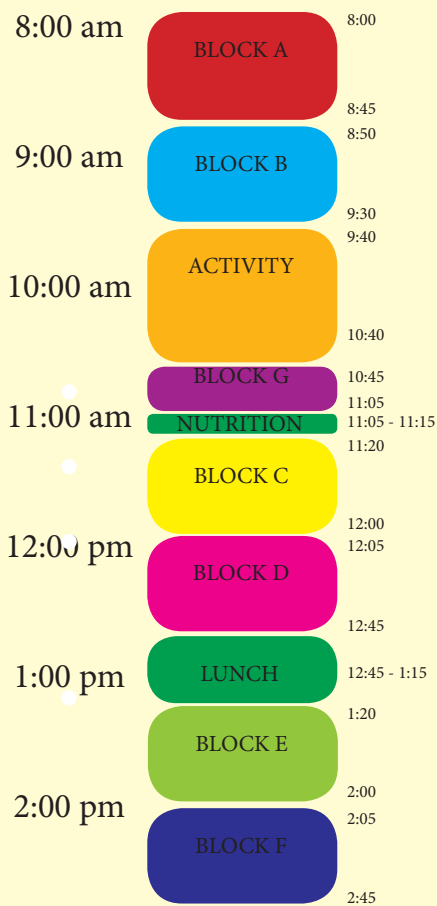 8:00 am
8:00
BLOCK A
8:45
8:50
9:00 am
BLOCK B
9:30
9:40
ACTIVITY
10:00 am
10:40
BLOCK G
10:45
11:05
11:00 am
NUTRITION
11:05 - 11:15
11:20
BLOCK C
12:00
12:00 pm
12:05
BLOCK D
12:45
1:00 pm
LUNCH
12:45 - 1:15
1:20
BLOCK E
2:00
2:00 pm
2:05
BLOCK F
2:45